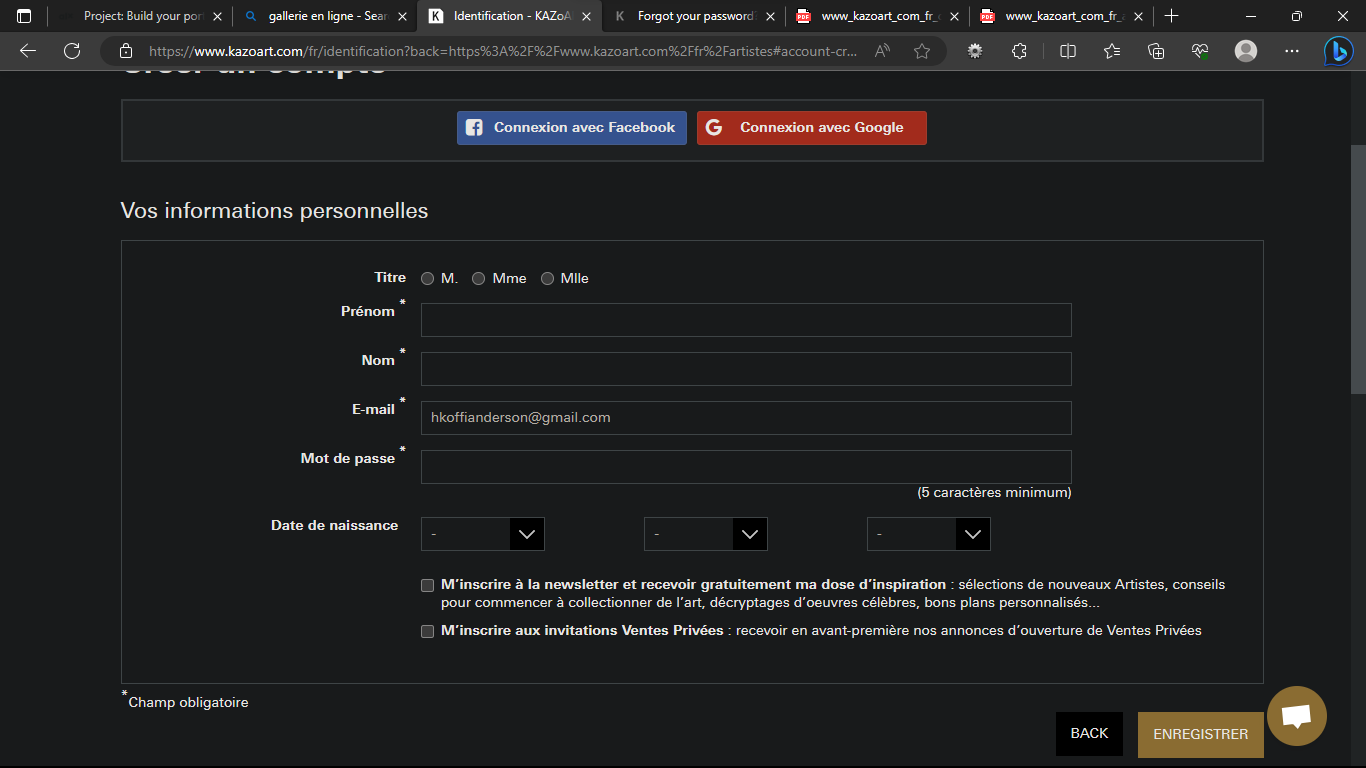 Project: Build your por
gallerie en ligne - Sear
Identification - KAZoA
Forgot your password
www_kazoart_com_fr_
www_kazoart_com_fr_
https://www.kazoart.com/fr/identification?back=https%3A%2F%2Fwww.kazoart.com%2Ffr%2Fartistes#account-cr...
Créer un compte
Connexion avec Facebook
Connexion avec Google
Vos informations personnelles
Titre M. Mme Mlle
Prénom *
Nom *
E-mail * hkoffianderson@gmail.com
Mot de passe *
(5 caractères minimum)
Date de naissance - - -
M'inscrire à la newsletter et recevoir gratuitement ma dose d'inspiration : sélections de nouveaux Artistes, conseils
pour commencer à collectionner de l'art, décryptages d'oeuvres célèbres, bons plans personnalisés...
M'inscrire aux invitations Ventes Privées : recevoir en avant-première nos annonces d'ouverture de Ventes Privées
*Champ obligatoire
BACK
ENREGISTRER